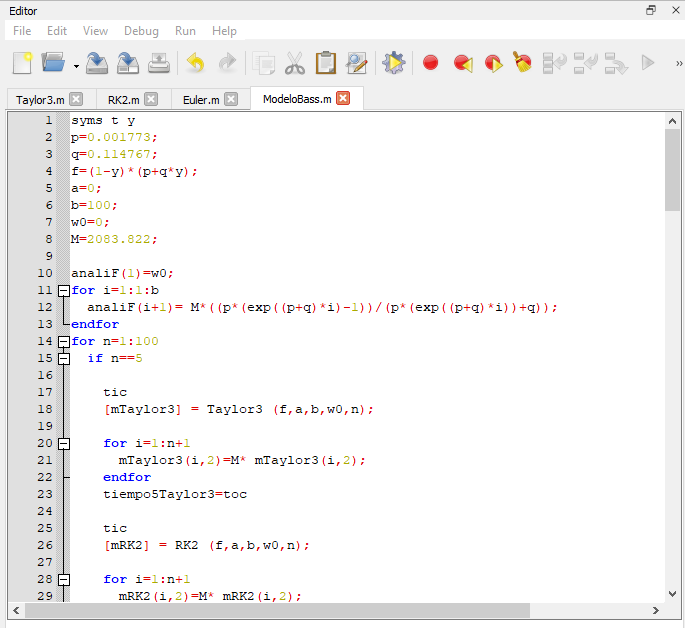 Editor
File Edit View Debug Run Help
Taylor3.m RK2.m Euler.m ModeloBass.m
1 syms t y
2 p=0.001773;
3 q=0.114767;
4 f=(1-y)*(p+q*y);
5 a=0;
6 b=100;
7 w0=0;
8 M=2083.822;
9
10 analiF(1)=w0;
11 for i=1:1:b
12 analiF(i+1)= M*((p*(exp((p+q)*i)-1))/(p*(exp((p+q)*i))+q));
13 endfor
14 for n=1:100
15 if n==5
16
17 tic
18 [mTaylor3] = Taylor3 (f,a,b,w0,n);
19
20 for i=1:n+1
21 mTaylor3(i,2)=M* mTaylor3(i,2);
22 endfor
23 tiempo5Taylor3=toc
24
25 tic
26 [mRK2] = RK2 (f,a,b,w0,n);
27
28 for i=1:n+1
29 mRK2(i,2)=M* mRK2(i,2);